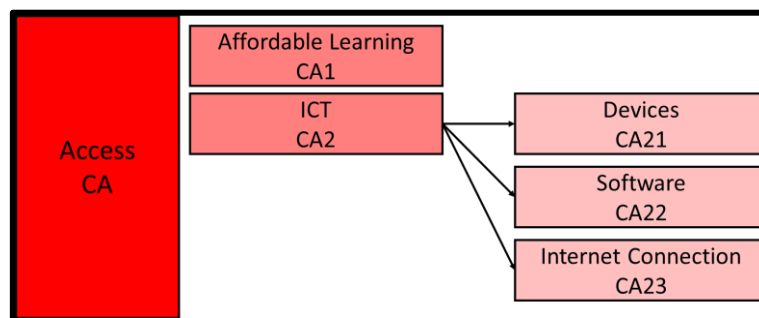 Access
CA
Affordable Learning
CA1
ICT
CA2
Devices
CA21
Software
CA22
Internet Connection
CA23